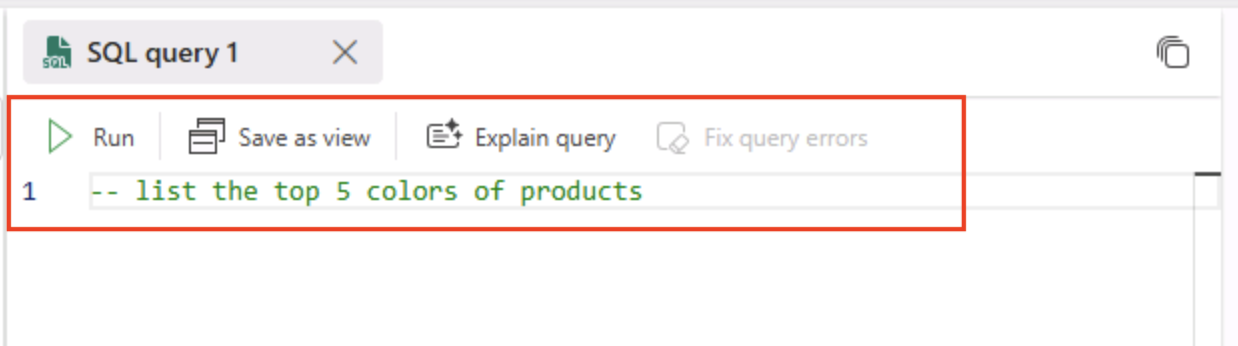 SQL SQL query 1
Run Save as view Explain query Fix query errors
1 -- list the top 5 colors of products